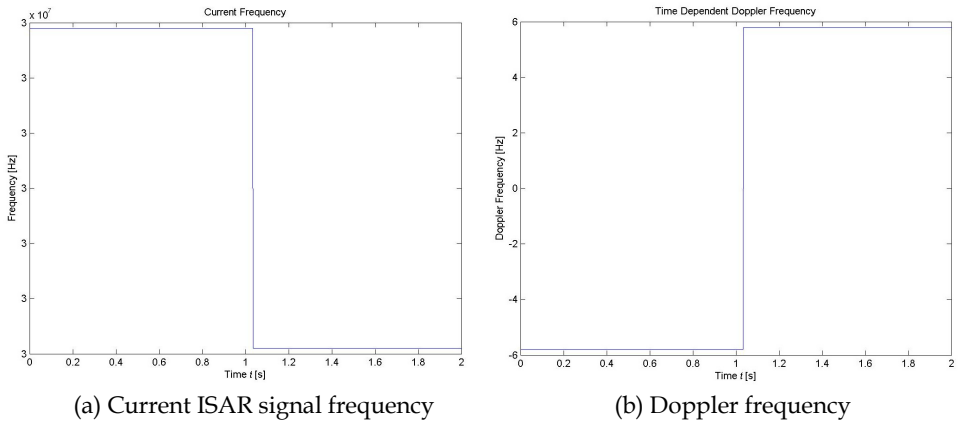 Current Frequency
3 x 10^7
3
3
3
3
3
3
Frequency [Hz]
0 0.2 0.4 0.6 0.8 1 1.2 1.4 1.6 1.8 2
Time t [s]
(a) Current ISAR signal frequency
Time Dependent Doppler Frequency
6
4
2
0
-2
-4
-6
Doppler Frequency [Hz]
0 0.2 0.4 0.6 0.8 1 1.2 1.4 1.6 1.8 2
Time t [s]
(b) Doppler frequency